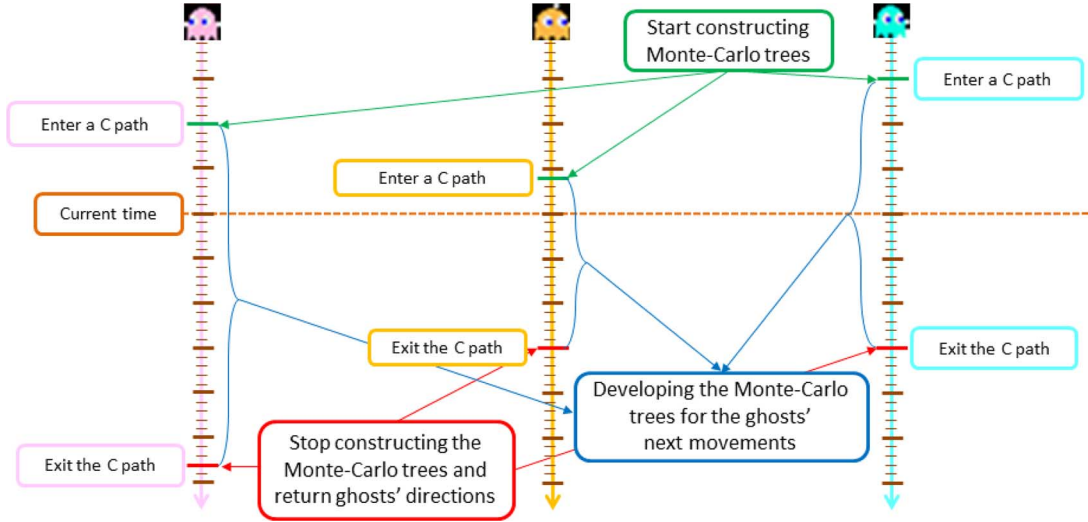 Start constructing
Monte-Carlo trees
Enter a C path
Enter a C path
Enter a C path
Current time
Exit the C path
Exit the C path
Developing the Monte-Carlo
trees for the ghosts’
next movements
Stop constructing the
Monte-Carlo trees and
return ghosts’ directions
Exit the C path